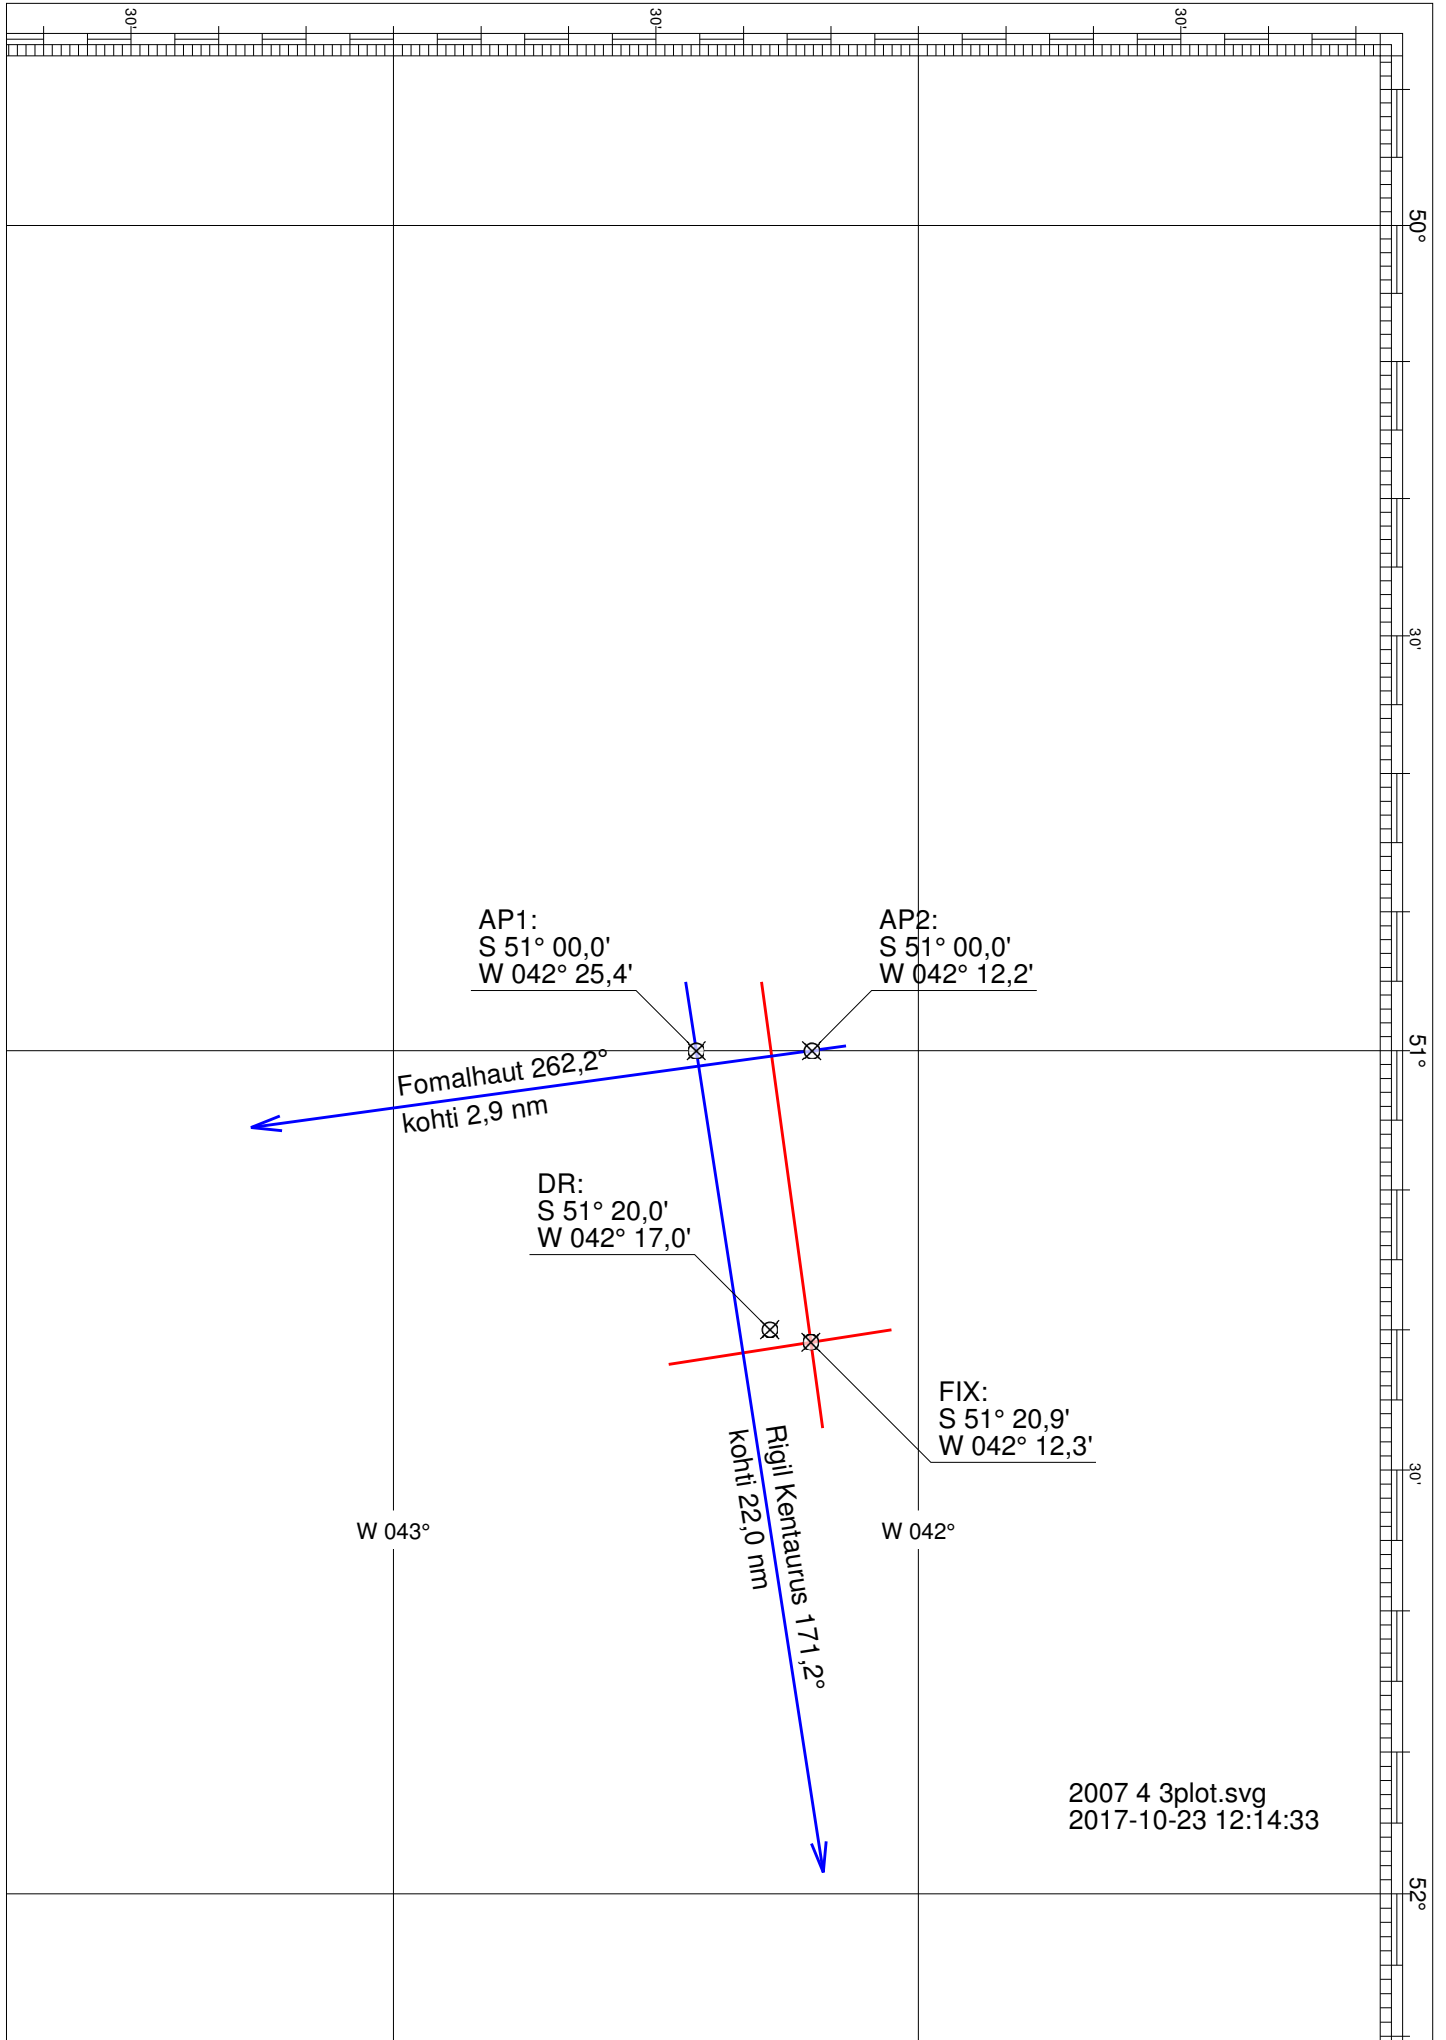 30'
30'
30'
50°
30'
AP1:
S 51° 00,0'
W 042° 25,4'
AP2:
S 51° 00,0'
W 042° 12,2'
51°
Fomalhaut 262,2°
kohti 2,9 nm
DR:
S 51° 20,0'
W 042° 17,0'
FIX:
S 51° 20,9'
W 042° 12,3'
30'
Rigil Kentaurus 171,2°
kohti 22,0 nm
W 043°
W 042°
2007 4 3plot.svg
2017-10-23 12:14:33
52°